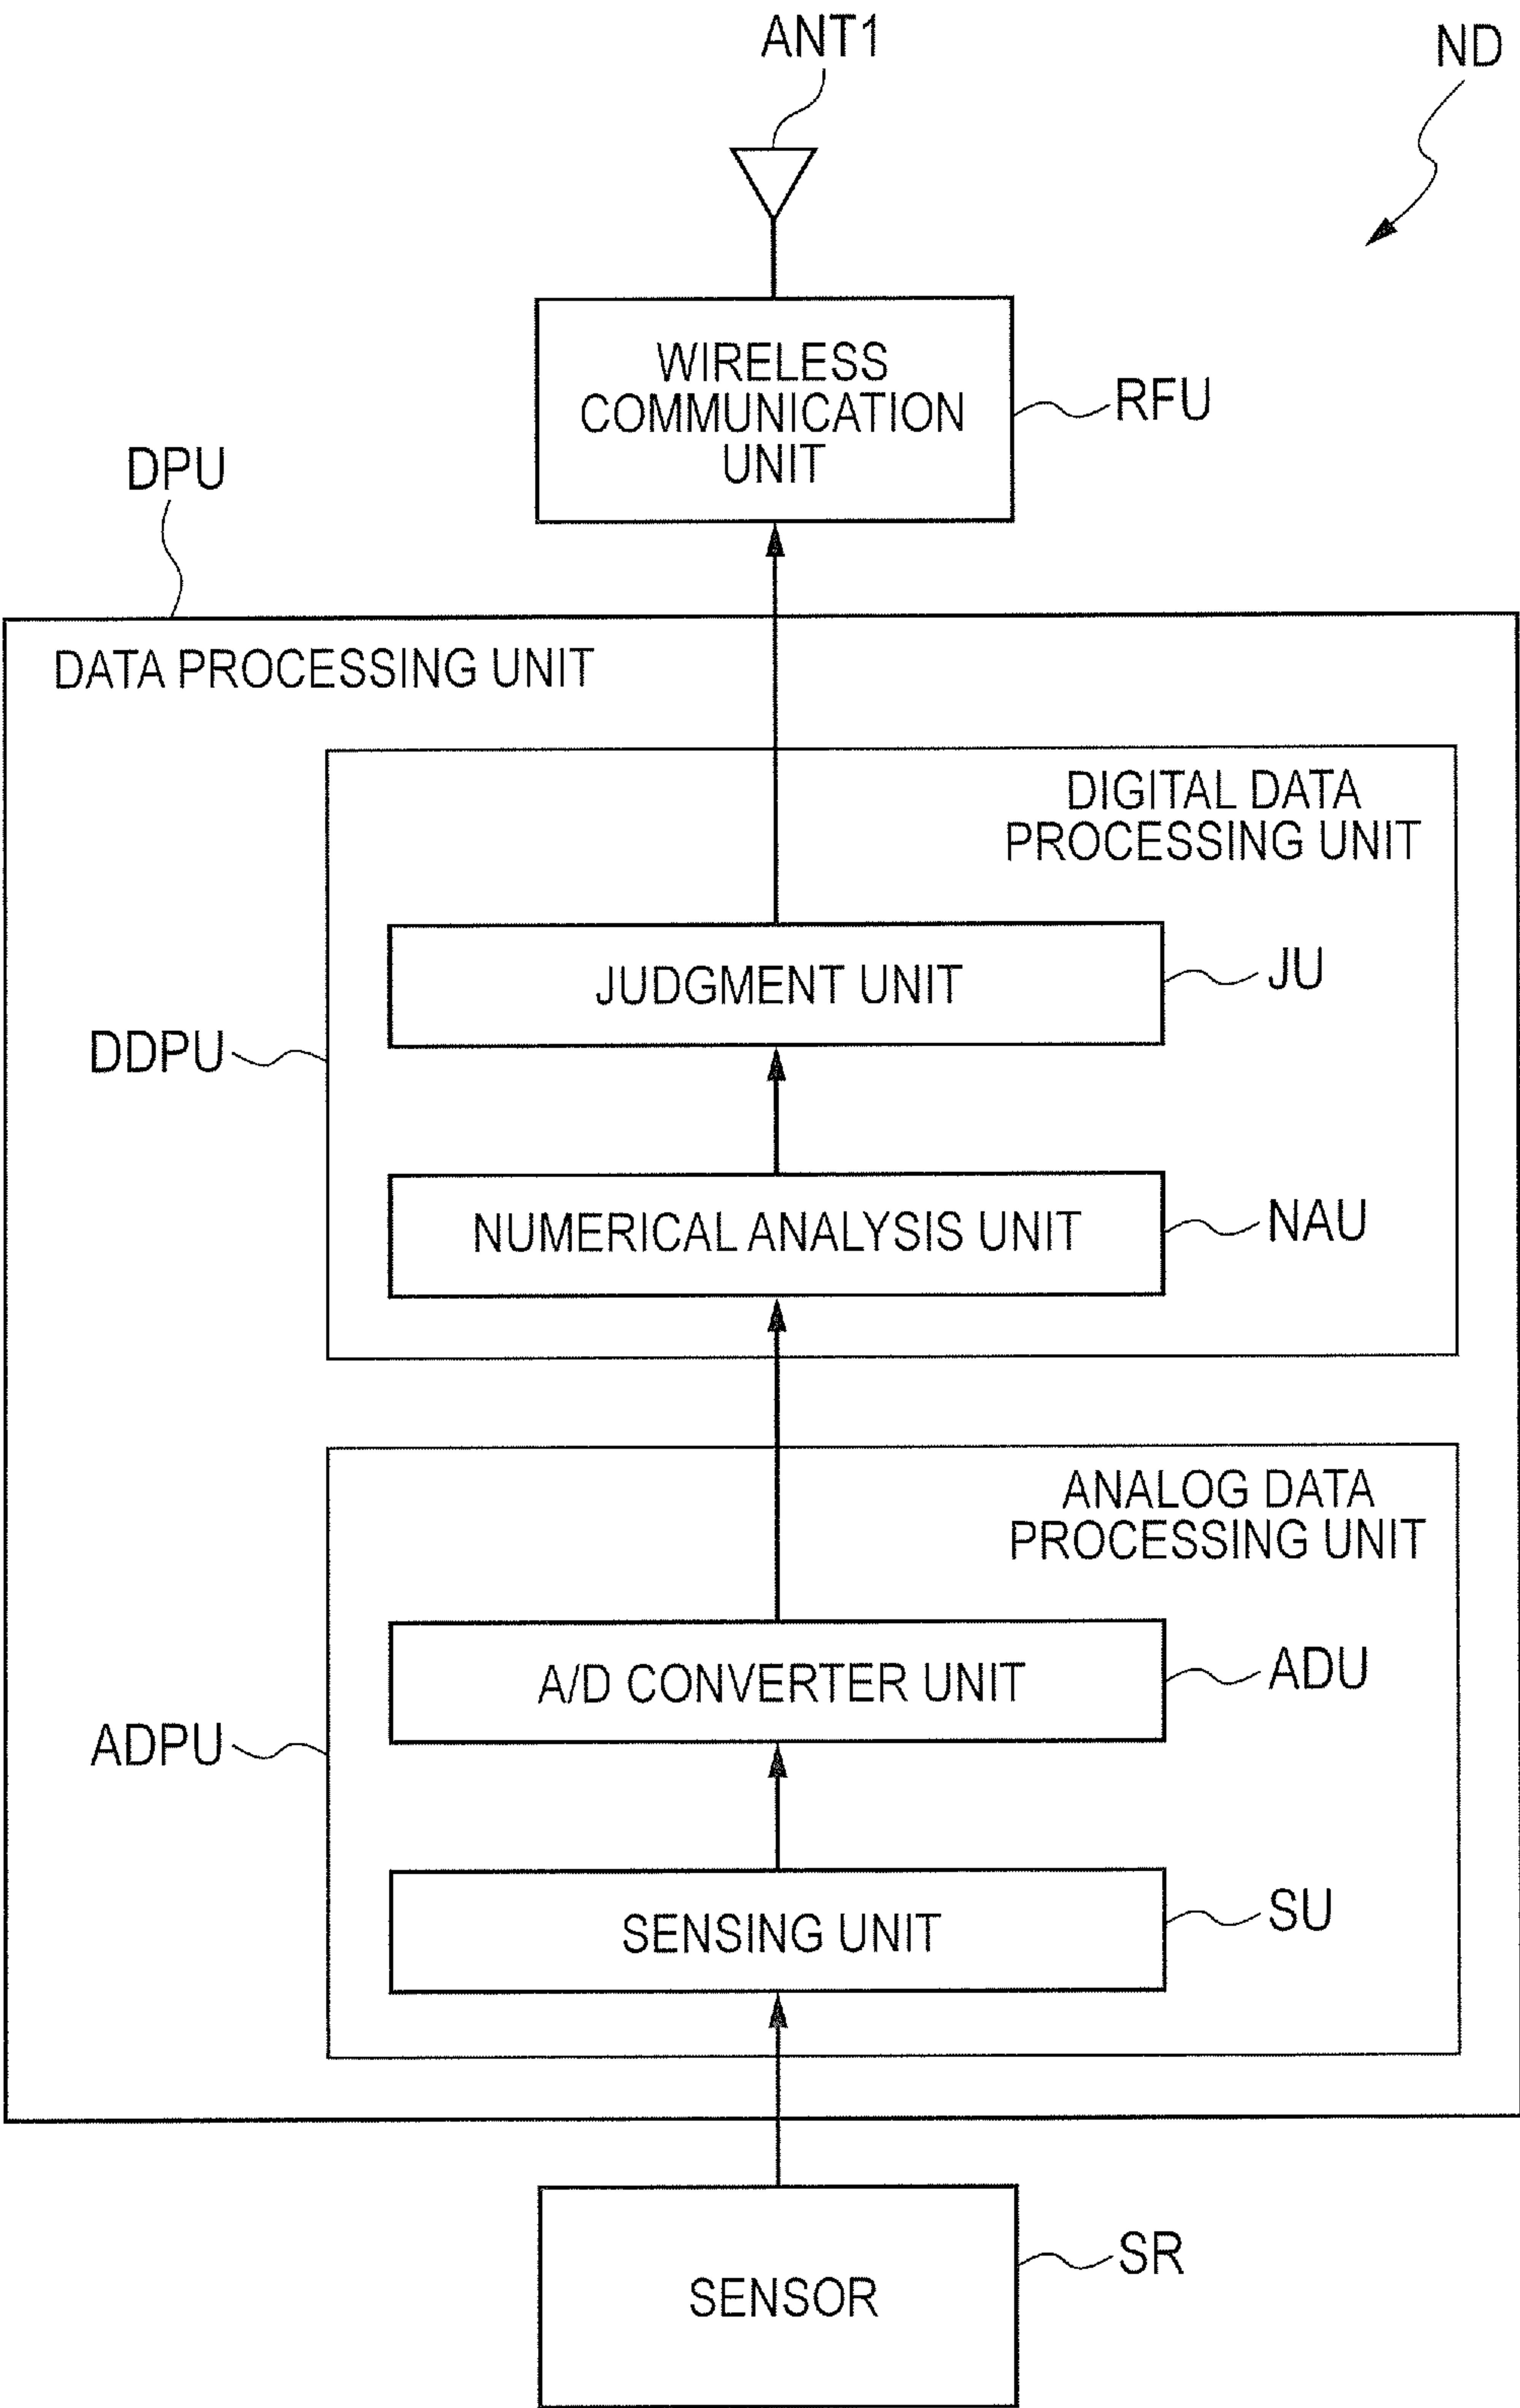 ANT1
ND
WIRELESS
COMMUNICATION
UNIT
RFU
DPU
DATA PROCESSING UNIT
DIGITAL DATA
PROCESSING UNIT
JUDGMENT UNIT
JU
DDPU
NUMERICAL ANALYSIS UNIT
NAU
ANALOG DATA
PROCESSING UNIT
A/D CONVERTER UNIT
ADU
ADPU
SENSING UNIT
SU
SENSOR
SR